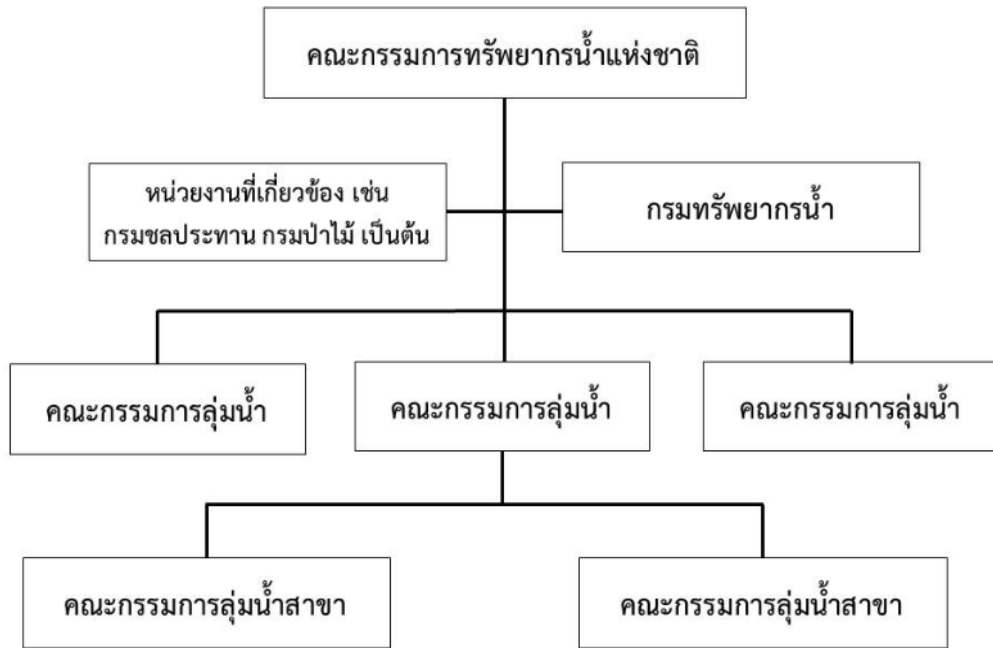 คณะกรรมการทรัพยากรน้ำแห่งชาติ
หน่วยงานที่เกี่ยวข้อง เช่น
กรมชลประทาน กรมป่าไม้ เป็นต้น
กรมทรัพยากรน้ำ
คณะกรรมการลุ่มน้ำ
คณะกรรมการลุ่มน้ำ
คณะกรรมการลุ่มน้ำ
คณะกรรมการลุ่มน้ำสาขา
คณะกรรมการลุ่มน้ำสาขา